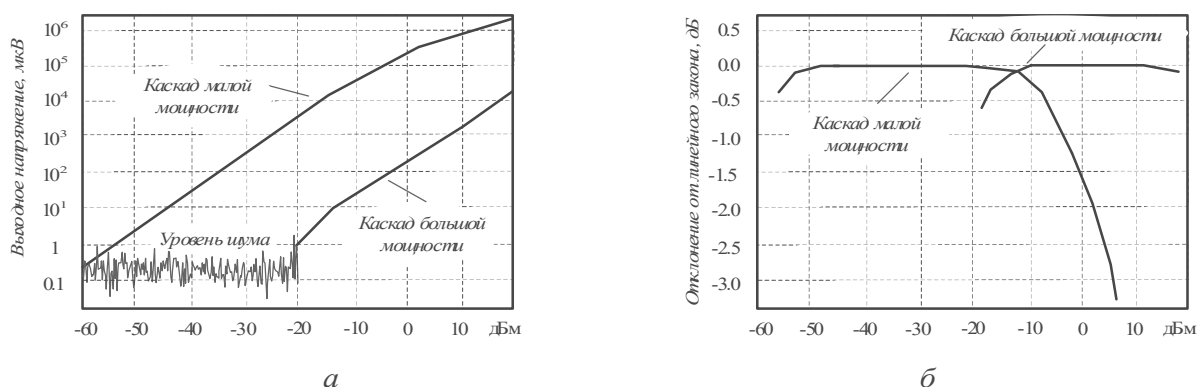 Выходное напряжение, мкВ
10⁶
10⁵
10⁴
10³
10²
10¹
1
0.1
Каскад малой
мощности
Каскад большой
мощности
Уровень шума
-60 -50 -40 -30 -20 -10 0 10 дБм
а
Отклонение от линейного закона, дБ
0.5
0.0
-0.5
-1.0
-1.5
-2.0
-2.5
-3.0
Каскад большой мощности
Каскад малой
мощности
-60 -50 -40 -30 -20 -10 0 10 дБм
б